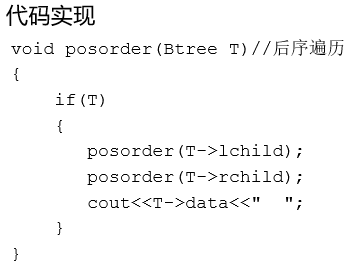 代码实现
void posorder(Btree T)//后序遍历
{
    if(T)
    {
       posorder(T->lchild);
       posorder(T->rchild);
       cout<<T->data<<"  ";
    }
}